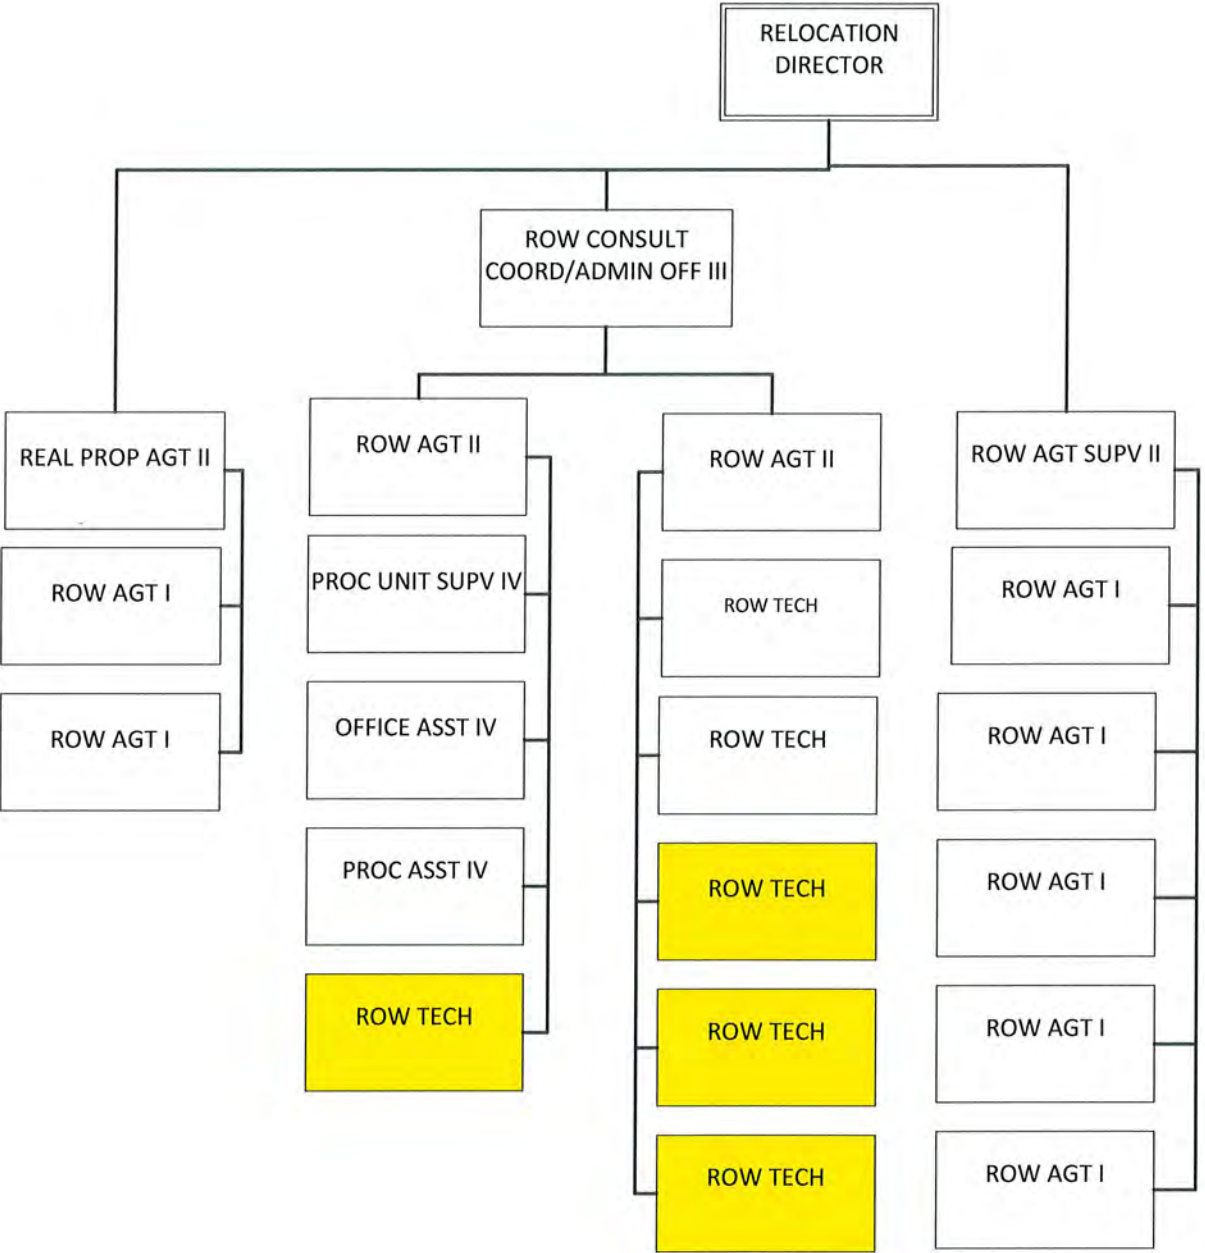 RELOCATION
DIRECTOR
ROW CONSULT
COORD/ADMIN OFF III
REAL PROP AGT II
ROW AGT I
ROW AGT I
ROW AGT II
PROC UNIT SUPV IV
OFFICE ASST IV
PROC ASST IV
ROW TECH
ROW AGT II
ROW TECH
ROW TECH
ROW TECH
ROW TECH
ROW TECH
ROW AGT SUPV II
ROW AGT I
ROW AGT I
ROW AGT I
ROW AGT I
ROW AGT I